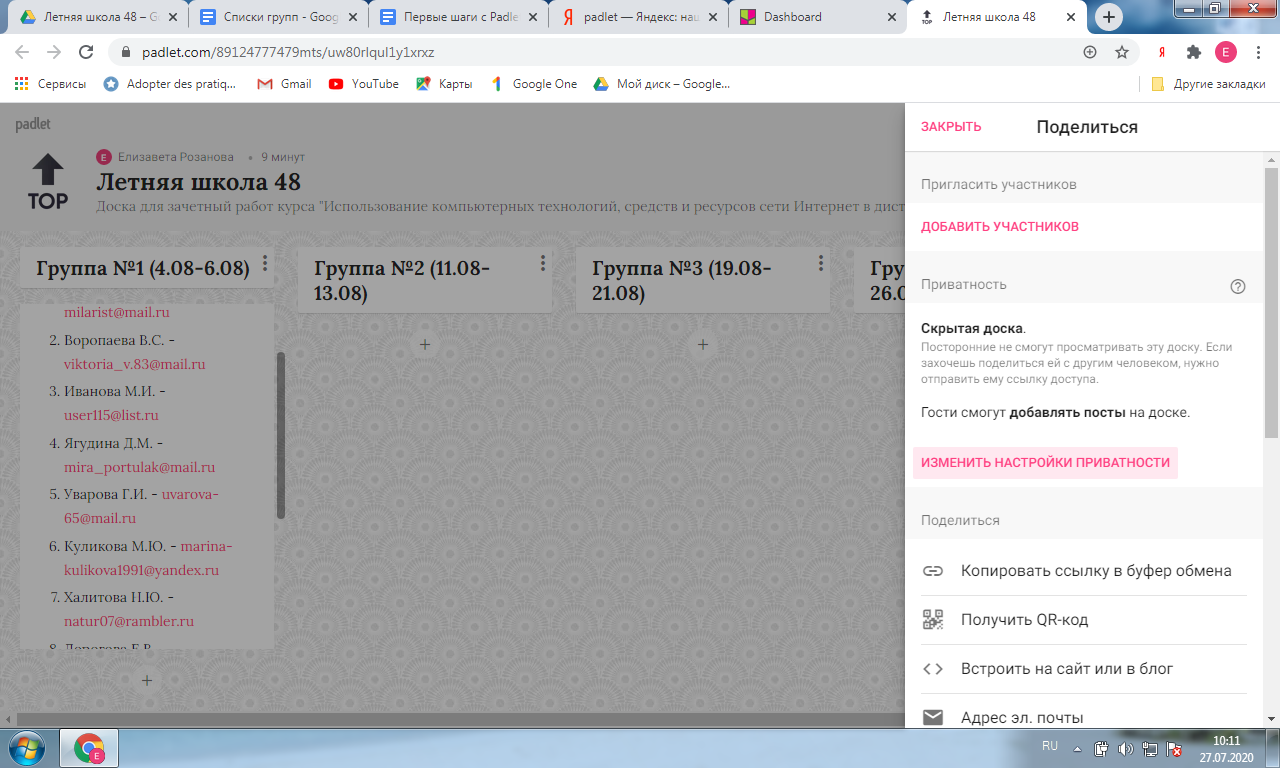 Летняя школа 48 – Go
Списки групп - Goog
Первые шаги с Padle
padlet — Яндекс: наш
Dashboard
Летняя школа 48
padlet.com/89124777479mts/uw80rlqul1y1xrxz
Сервисы
Adopter des pratiq...
Gmail
YouTube
Карты
Google One
Мой диск – Google...
Другие закладки
padlet
TOP
Е Елизавета Розанова • 9 минут
Летняя школа 48
Доска для зачетный работ курса "Использование компьютерных технологий, средств и ресурсов сети Интернет в дист
Группа №1 (4.08-6.08)
milarist@mail.ru
2. Воропаева В.С. -
viktoria_v.83@mail.ru
3. Иванова М.И. -
user115@list.ru
4. Ягудина Д.М. -
mira_portulak@mail.ru
5. Уварова Г.И. - uvarova-
65@mail.ru
6. Куликова М.Ю. - marina-
kulikova1991@yandex.ru
7. Халитова Н.Ю. -
natur07@rambler.ru
+
Группа №2 (11.08-
13.08)
+
Группа №3 (19.08-
21.08)
+
Гру
26.0
ЗАКРЫТЬ
Поделиться
Пригласить участников
ДОБАВИТЬ УЧАСТНИКОВ
Приватность
Скрытая доска.
Посторонние не смогут просматривать эту доску. Если
захочешь поделиться ей с другим человеком, нужно
отправить ему ссылку доступа.
Гости смогут добавлять посты на доске.
ИЗМЕНИТЬ НАСТРОЙКИ ПРИВАТНОСТИ
Поделиться
Копировать ссылку в буфер обмена
Получить QR-код
Встроить на сайт или в блог
Адрес эл. почты
RU
10:11
27.07.2020